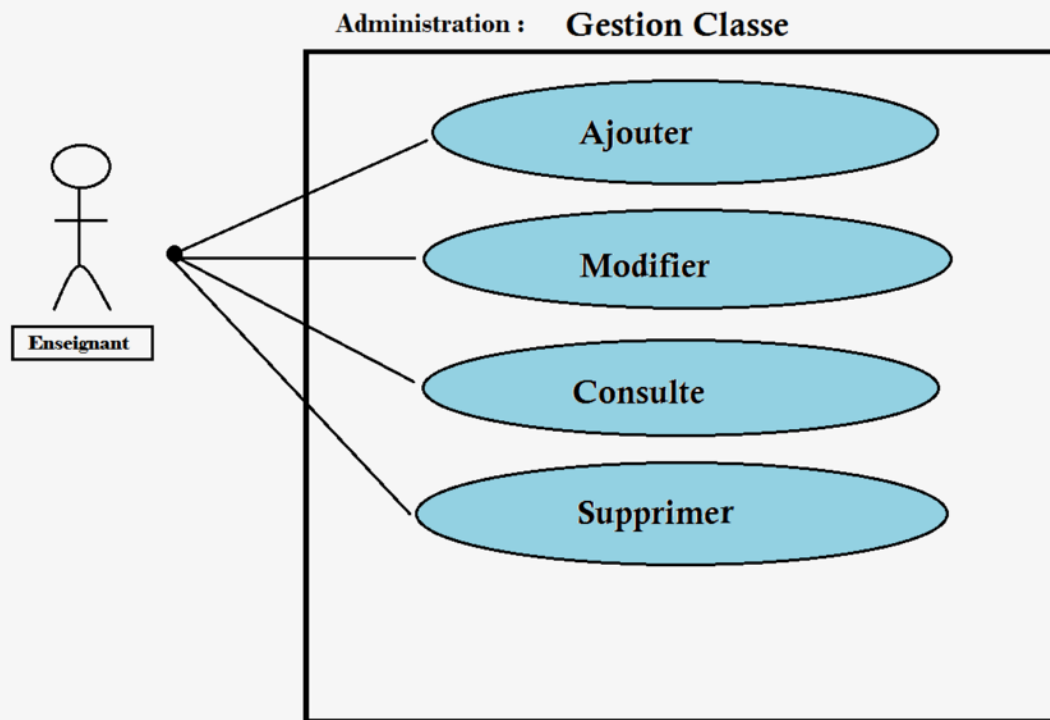 Administration : Gestion Classe
Ajouter
Modifier
Enseignant
Consulte
Supprimer